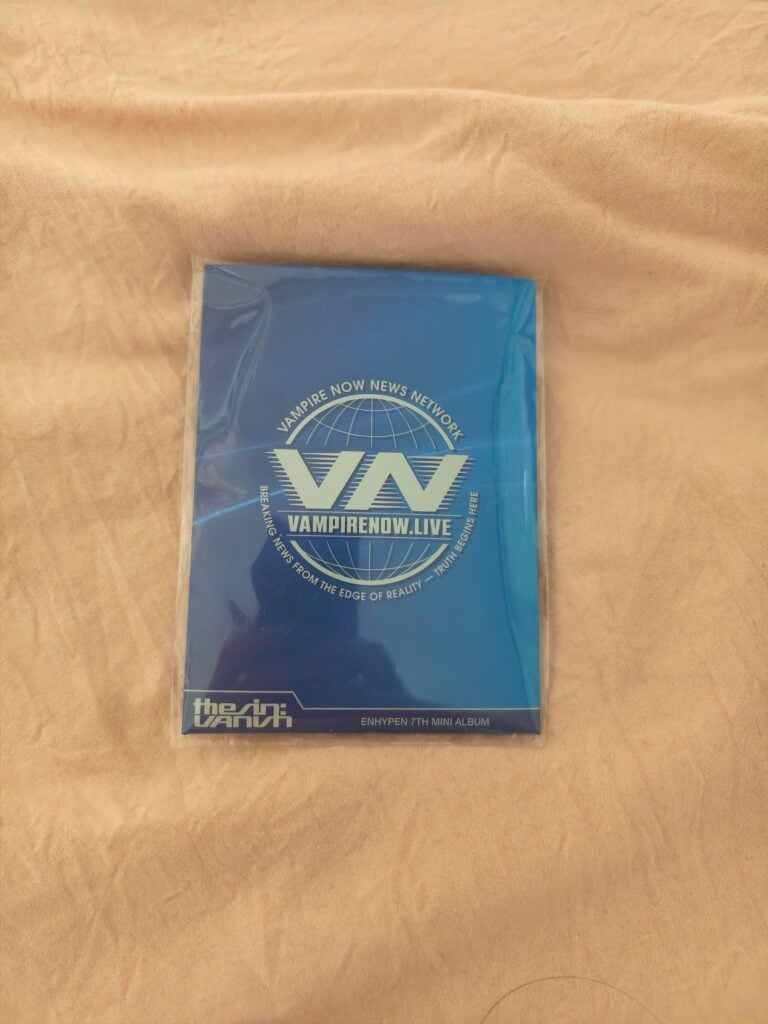 VAMPIRE NOW NEWS NETWORK
VN
VAMPIRENOW.LIVE
BREAKING NEWS FROM THE EDGE OF REALITY — TRUTH BEGINS HERE
the sin:
VANISH
ENHYPEN 7TH MINI ALBUM